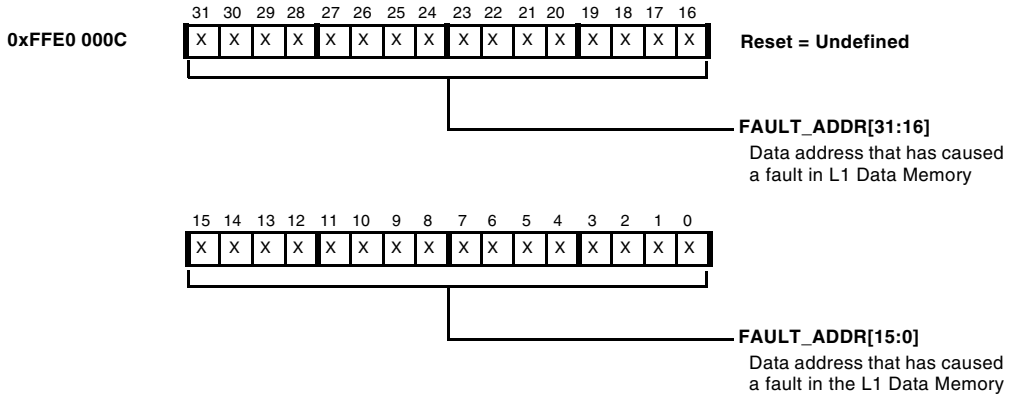 31 30 29 28 27 26 25 24 23 22 21 20 19 18 17 16
0xFFE0 000C X X X X X X X X X X X X X X X X Reset = Undefined
FAULT_ADDR[31:16]
Data address that has caused
a fault in L1 Data Memory
15 14 13 12 11 10 9 8 7 6 5 4 3 2 1 0
X X X X X X X X X X X X X X X X
FAULT_ADDR[15:0]
Data address that has caused
a fault in the L1 Data Memory